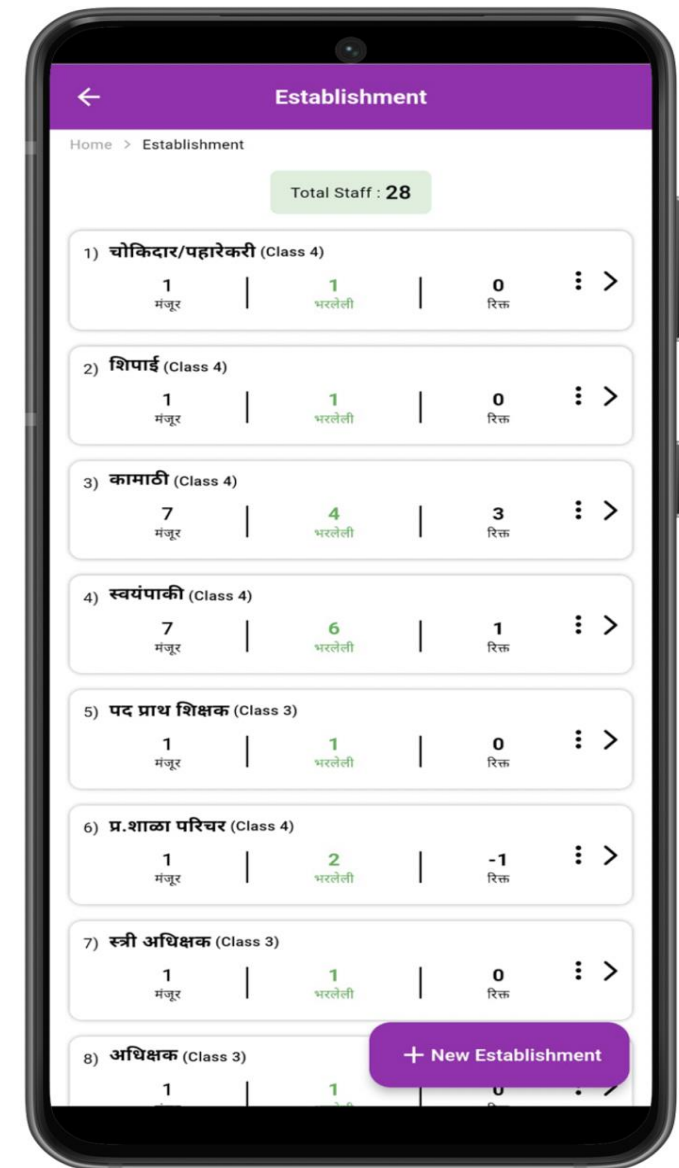 Establishment
Home > Establishment
Total Staff : 28
1) चोकिदार/पहारेकरी (Class 4)
1 | 1 | 0
मंजूर भरलेली रिक्त
2) शिपाई (Class 4)
1 | 1 | 0
मंजूर भरलेली रिक्त
3) कामाठी (Class 4)
7 | 4 | 3
मंजूर भरलेली रिक्त
4) स्वयंपाकी (Class 4)
7 | 6 | 1
मंजूर भरलेली रिक्त
5) पद प्राथ शिक्षक (Class 3)
1 | 1 | 0
मंजूर भरलेली रिक्त
6) प्र.शाळा परिचर (Class 4)
1 | 2 | -1
मंजूर भरलेली रिक्त
7) स्त्री अधिक्षक (Class 3)
1 | 1 | 0
मंजूर भरलेली रिक्त
8) अधिक्षक (Class 3)
+ New Establishment
1 | 1